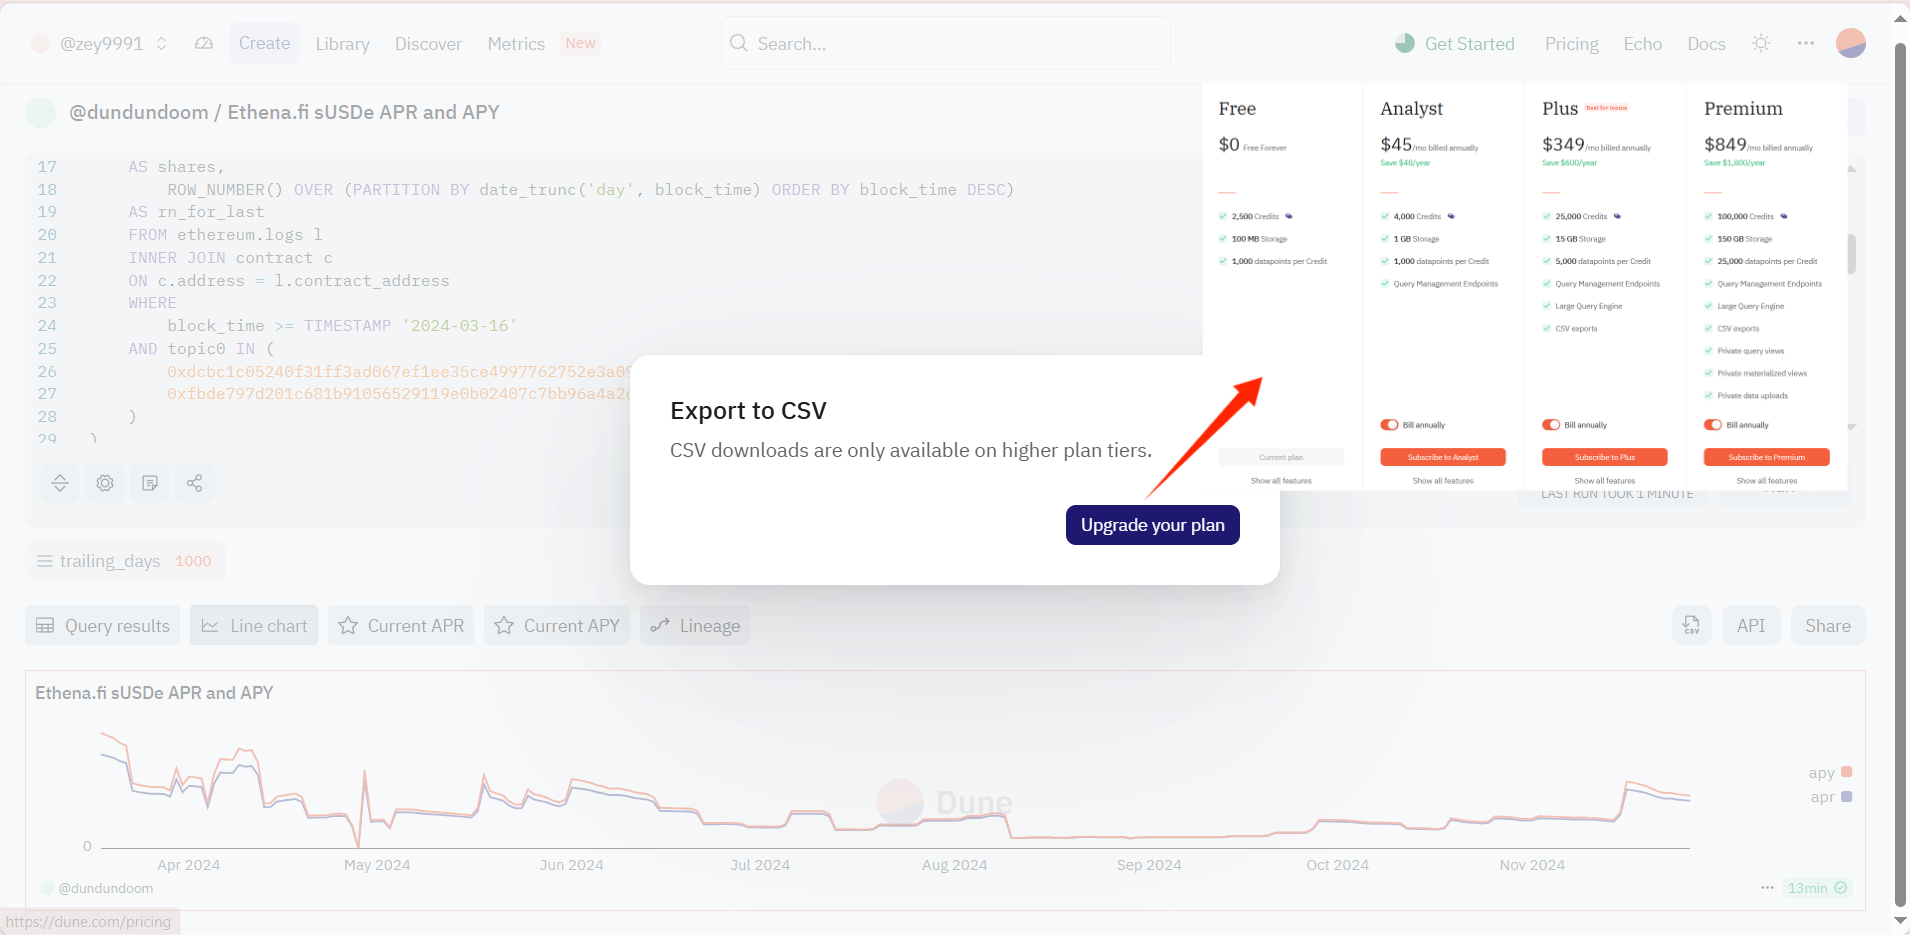 @zey9991
Create
Library
Discover
Metrics
New
Search...
Get Started
Pricing
Echo
Docs
@dundundoom / Ethena.fi sUSDe APR and APY
17 AS shares,
18 ROW_NUMBER() OVER (PARTITION BY date_trunc('day', block_time) ORDER BY block_time DESC)
19 AS rn_for_last
20 FROM ethereum.logs l
21 INNER JOIN contract c
22 ON c.address = l.contract_address
23 WHERE
24 block_time >= TIMESTAMP '2024-03-16'
25 AND topic0 IN (
26 0xdcbc1c05240f31ff3ad067ef1ee35ce4997762752e3a09
27 0xfbde797d201c681b91056529119e0b02407c7bb96a4a2c
28 )
29 )
Free
$0 Free Forever
2,500 Credits
100 MB Storage
1,000 datapoints per Credit
Current plan
Show all features
Analyst
$45/mo billed annually
Save $48/year
4,000 Credits
1 GB Storage
1,000 datapoints per Credit
Query Management Endpoints
Bill annually
Subscribe to Analyst
Show all features
Plus Best for teams
$349/mo billed annually
Save $600/year
25,000 Credits
15 GB Storage
5,000 datapoints per Credit
Query Management Endpoints
Large Query Engine
CSV exports
Bill annually
Subscribe to Plus
Show all features
Premium
$849/mo billed annually
Save $1,800/year
100,000 Credits
150 GB Storage
25,000 datapoints per Credit
Query Management Endpoints
Large Query Engine
CSV exports
Private query views
Private materialized views
Private data uploads
Bill annually
Subscribe to Premium
Show all features
Export to CSV
CSV downloads are only available on higher plan tiers.
Upgrade your plan
LAST RUN TOOK 1 MINUTE
trailing_days 1000
Query results
Line chart
Current APR
Current APY
Lineage
CSV
API
Share
Ethena.fi sUSDe APR and APY
Dune
apy
apr
0
Apr 2024
May 2024
Jun 2024
Jul 2024
Aug 2024
Sep 2024
Oct 2024
Nov 2024
@dundundoom
13min
https://dune.com/pricing